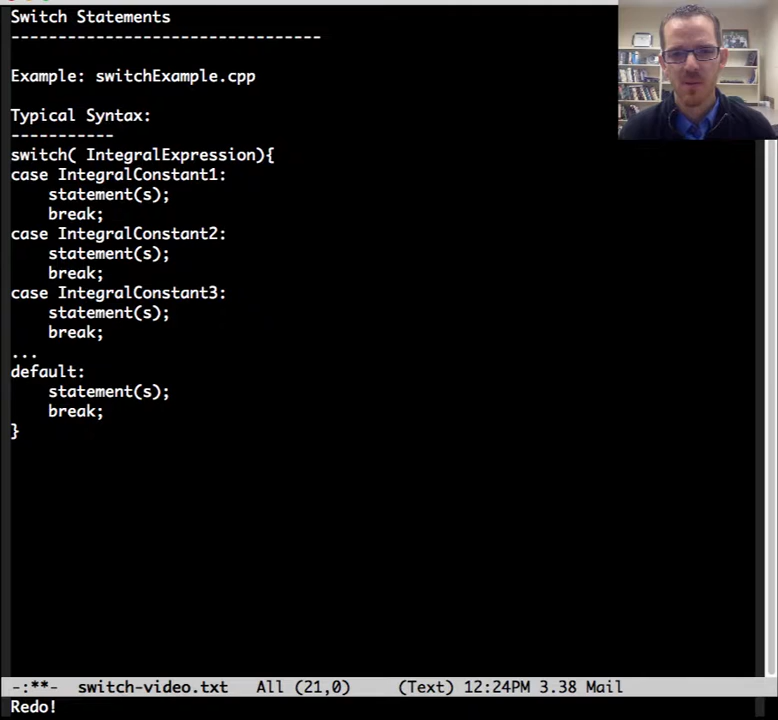 Switch Statements
---------------------------------
Example: switchExample.cpp
Typical Syntax:
-----------
switch( IntegralExpression){
case IntegralConstant1:
    statement(s);
    break;
case IntegralConstant2:
    statement(s);
    break;
case IntegralConstant3:
    statement(s);
    break;
...
default:
    statement(s);
    break;
}
-:**-  switch-video.txt   All (21,0)     (Text) 12:24PM 3.38 Mail
Redo!